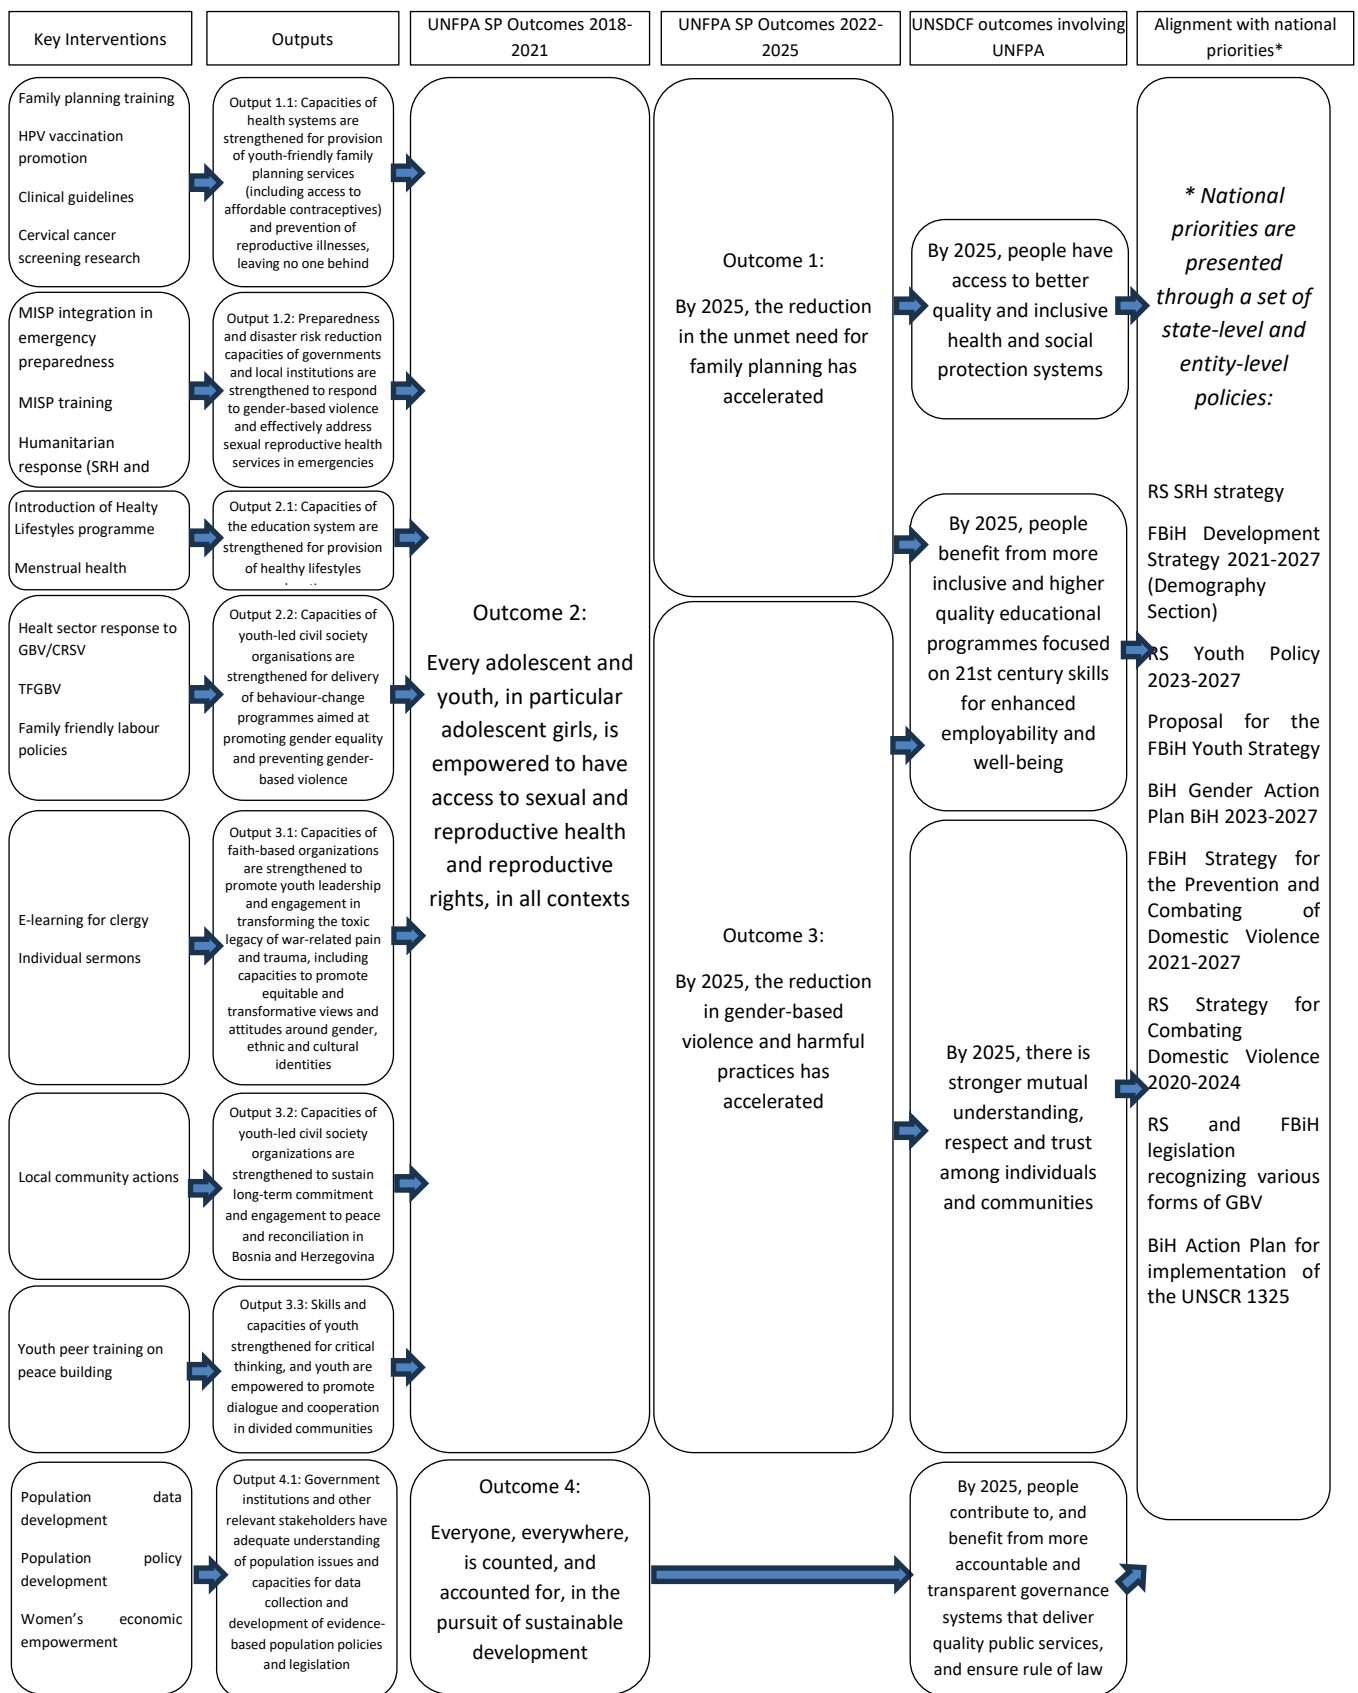 Key Interventions
Outputs
UNFPA SP Outcomes 2018-
2021
UNFPA SP Outcomes 2022-
2025
UNSDCF outcomes involving
UNFPA
Alignment with national
priorities*
Family planning training
HPV vaccination
promotion
Clinical guidelines
Cervical cancer
screening research
Output 1.1: Capacities of
health systems are
strengthened for provision
of youth-friendly family
planning services
(including access to
affordable contraceptives)
and prevention of
reproductive illnesses,
leaving no one behind
MISP integration in
emergency
preparedness
MISP training
Humanitarian
response (SRH and
Output 1.2: Preparedness
and disaster risk reduction
capacities of governments
and local institutions are
strengthened to respond
to gender-based violence
and effectively address
sexual reproductive health
services in emergencies
Introduction of Healty
Lifestyles programme
Menstrual health
Output 2.1: Capacities of
the education system are
strengthened for provision
of healthy lifestyles
Healt sector response to
GBV/CRSV
TFGBV
Family friendly labour
policies
Output 2.2: Capacities of
youth-led civil society
organisations are
strengthened for delivery
of behaviour-change
programmes aimed at
promoting gender equality
and preventing gender-
based violence
E-learning for clergy
Individual sermons
Output 3.1: Capacities of
faith-based organizations
are strengthened to
promote youth leadership
and engagement in
transforming the toxic
legacy of war-related pain
and trauma, including
capacities to promote
equitable and
transformative views and
attitudes around gender,
ethnic and cultural
identities
Local community actions
Output 3.2: Capacities of
youth-led civil society
organizations are
strengthened to sustain
long-term commitment
and engagement to peace
and reconciliation in
Bosnia and Herzegovina
Youth peer training on
peace building
Output 3.3: Skills and
capacities of youth
strengthened for critical
thinking, and youth are
empowered to promote
dialogue and cooperation
in divided communities
Population data
development
Population policy
development
Women's economic
empowerment
Output 4.1: Government
institutions and other
relevant stakeholders have
adequate understanding
of population issues and
capacities for data
collection and
development of evidence-
based population policies
and legislation
Outcome 2:
Every adolescent and
youth, in particular
adolescent girls, is
empowered to have
access to sexual and
reproductive health
and reproductive
rights, in all contexts
Outcome 4:
Everyone, everywhere,
is counted, and
accounted for, in the
pursuit of sustainable
development
Outcome 1:
By 2025, the reduction
in the unmet need for
family planning has
accelerated
Outcome 3:
By 2025, the reduction
in gender-based
violence and harmful
practices has
accelerated
By 2025, people have
access to better
quality and inclusive
health and social
protection systems
By 2025, people
benefit from more
inclusive and higher
quality educational
programmes focused
on 21st century skills
for enhanced
employability and
well-being
By 2025, there is
stronger mutual
understanding,
respect and trust
among individuals
and communities
By 2025, people
contribute to, and
benefit from more
accountable and
transparent governance
systems that deliver
quality public services,
and ensure rule of law
* National
priorities are
presented
through a set of
state-level and
entity-level
policies:
RS SRH strategy
FBiH Development
Strategy 2021-2027
(Demography
Section)
RS Youth Policy
2023-2027
Proposal for the
FBiH Youth Strategy
BiH Gender Action
Plan BiH 2023-2027
FBiH Strategy for
the Prevention and
Combating of
Domestic Violence
2021-2027
RS Strategy for
Combating
Domestic Violence
2020-2024
RS and FBiH
legislation
recognizing various
forms of GBV
BiH Action Plan for
implementation of
the UNSCR 1325